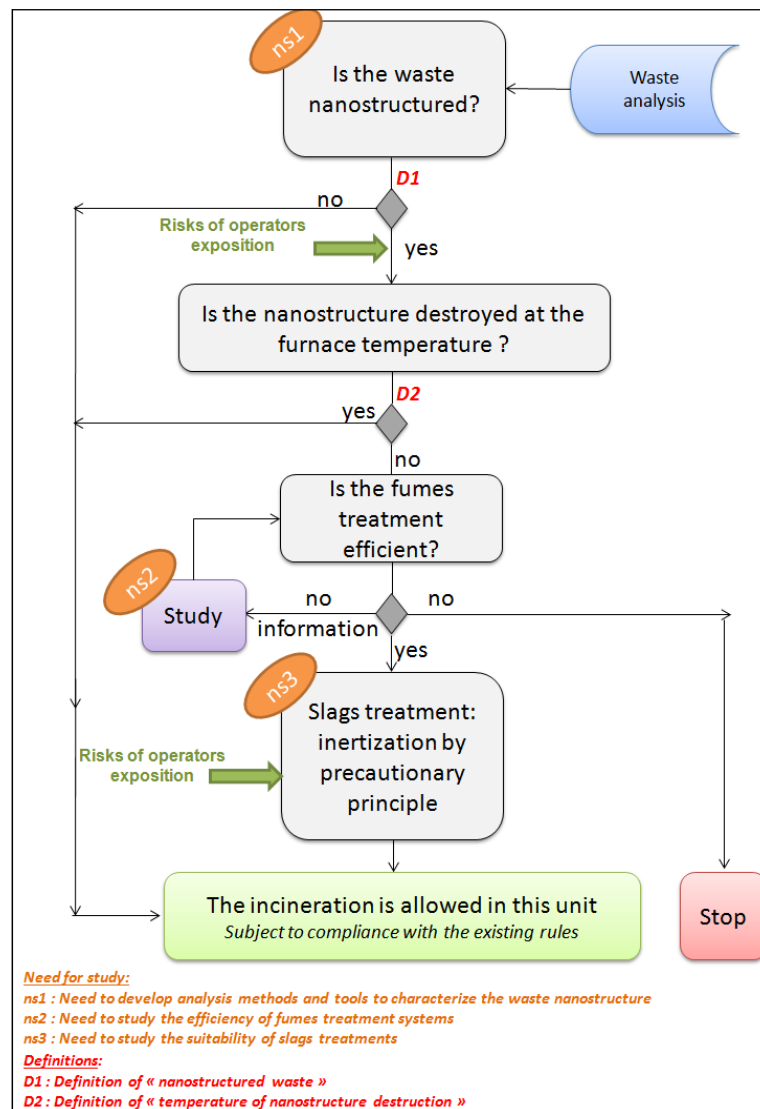 ns1
Is the waste
nanostructured?
Waste
analysis
D1
no
Risks of operators
exposition
yes
Is the nanostructure destroyed at the
furnace temperature ?
D2
yes
no
Is the fumes
treatment
efficient?
ns2
Study
no
information
no
yes
ns3
Slags treatment:
inertization by
precautionary
principle
Risks of operators
exposition
The incineration is allowed in this unit
Subject to compliance with the existing rules
Stop
Need for study:
ns1 : Need to develop analysis methods and tools to characterize the waste nanostructure
ns2 : Need to study the efficiency of fumes treatment systems
ns3 : Need to study the suitability of slags treatments
Definitions:
D1 : Definition of « nanostructured waste »
D2 : Definition of « temperature of nanostructure destruction »